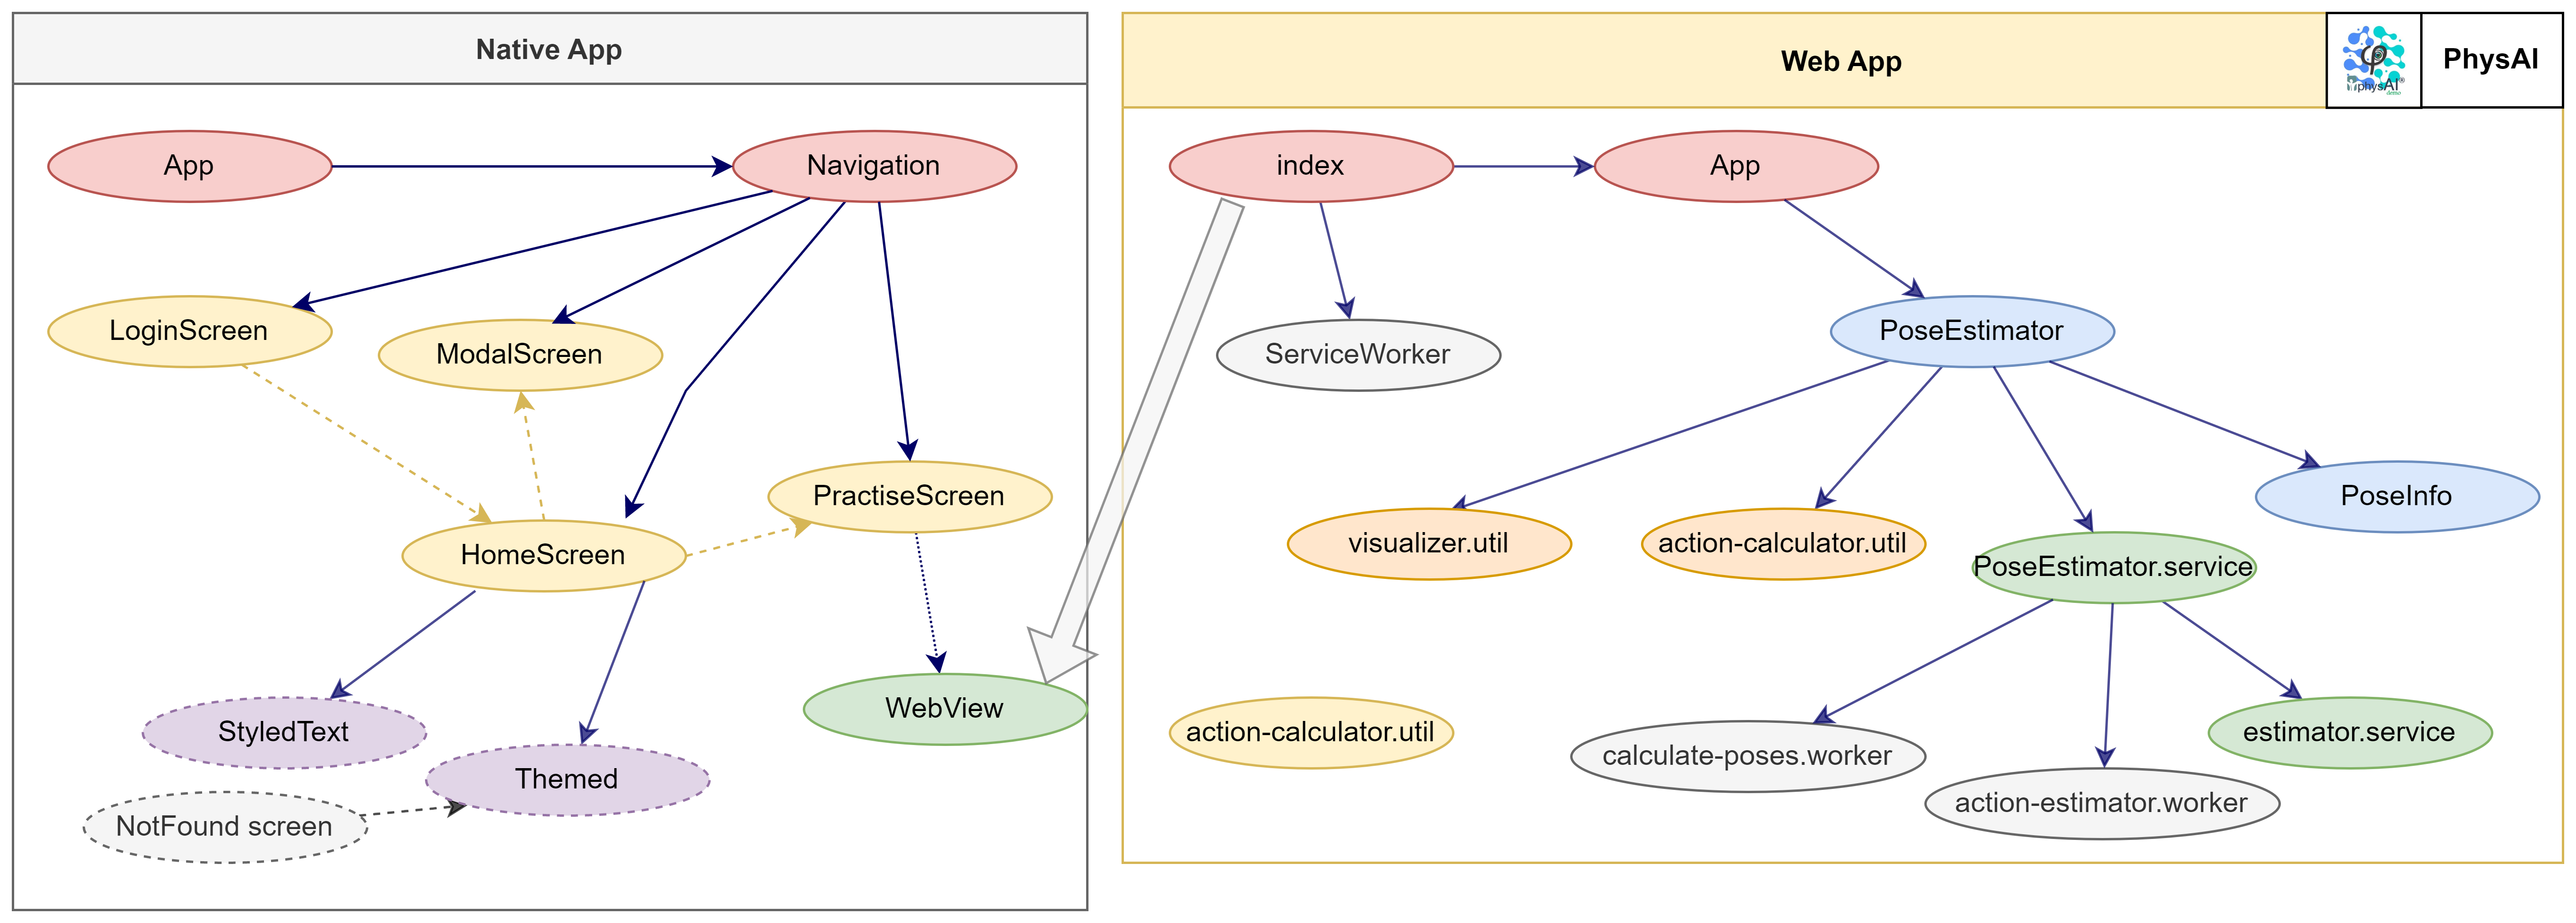 Native App
App
Navigation
LoginScreen
ModalScreen
PractiseScreen
HomeScreen
WebView
StyledText
Themed
NotFound screen
Web App
physAI®
demo
PhysAI
index
App
ServiceWorker
PoseEstimator
PoseInfo
visualizer.util
action-calculator.util
PoseEstimator.service
action-calculator.util
calculate-poses.worker
estimator.service
action-estimator.worker